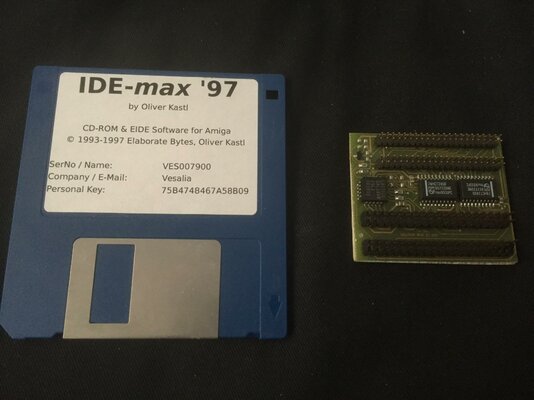 IDE-max '97
by Oliver Kastl
CD-ROM & EIDE Software for Amiga
© 1993-1997 Elaborate Bytes, Oliver Kastl
SerNo / Name: VES007900
Company / E-Mail: Vesalia
Personal Key: 75B474B467A58B09